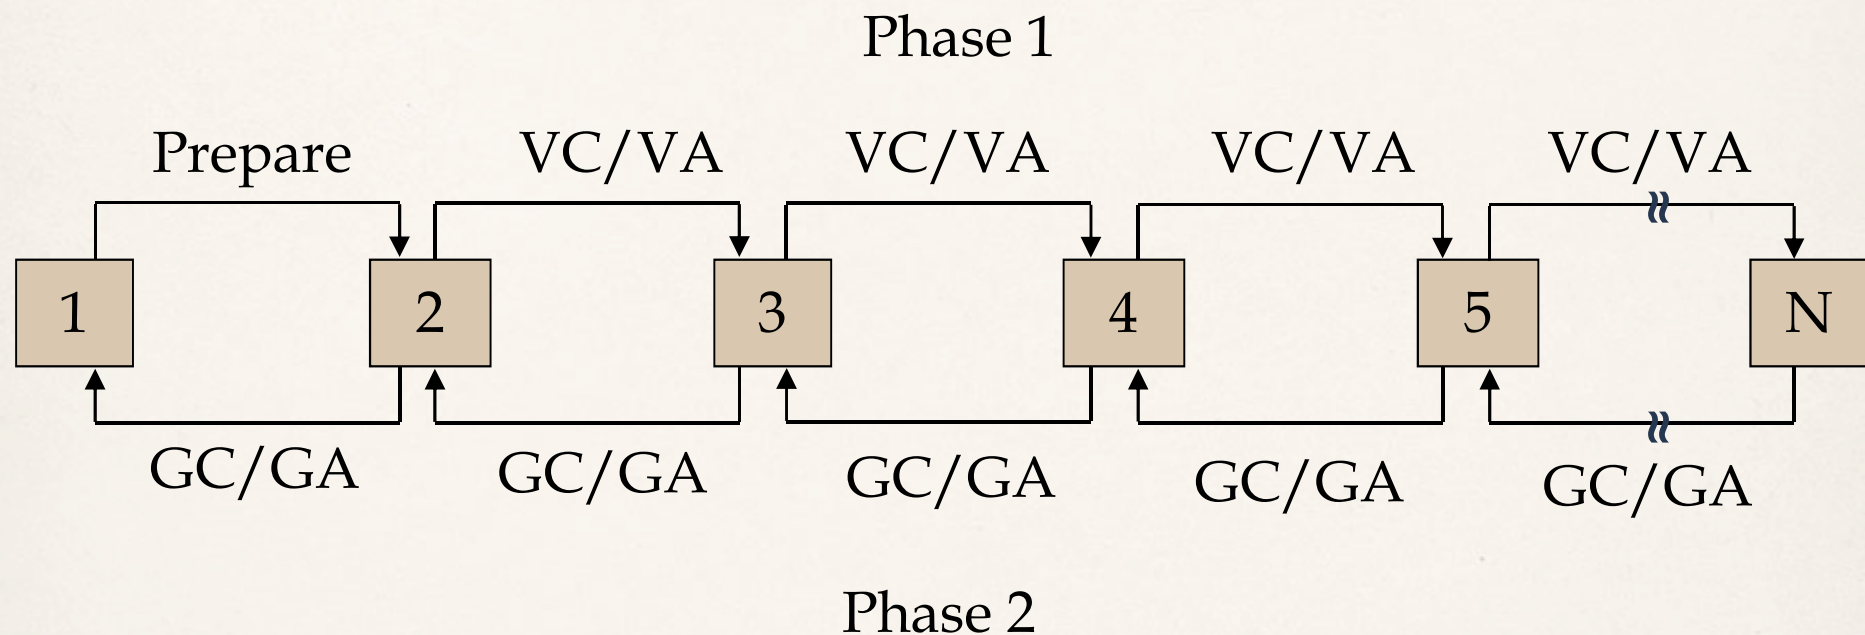 Phase 1
Prepare VC/VA VC/VA VC/VA VC/VA
1 2 3 4 5 N
GC/GA GC/GA GC/GA GC/GA GC/GA
Phase 2